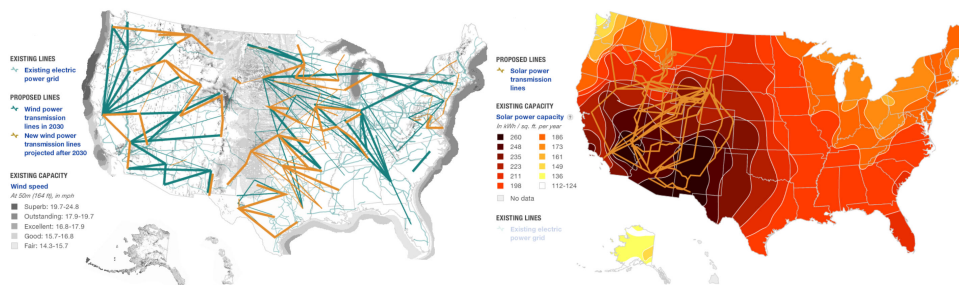 EXISTING LINES
Existing electric
power grid
PROPOSED LINES
Wind power
transmission
lines in 2030
New wind power
transmission lines
projected after 2030
EXISTING CAPACITY
Wind speed
At 50m (164 ft), in mph
Superb: 19.7-24.8
Outstanding: 17.9-19.7
Excellent: 16.8-17.9
Good: 15.7-16.8
Fair: 14.3-15.7
PROPOSED LINES
Solar power
transmission
lines
EXISTING CAPACITY
Solar power capacity ?
In kWh / sq. ft. per year
260 186
248 173
235 161
223 149
211 136
198 112-124
No data
EXISTING LINES
Existing electric
power grid